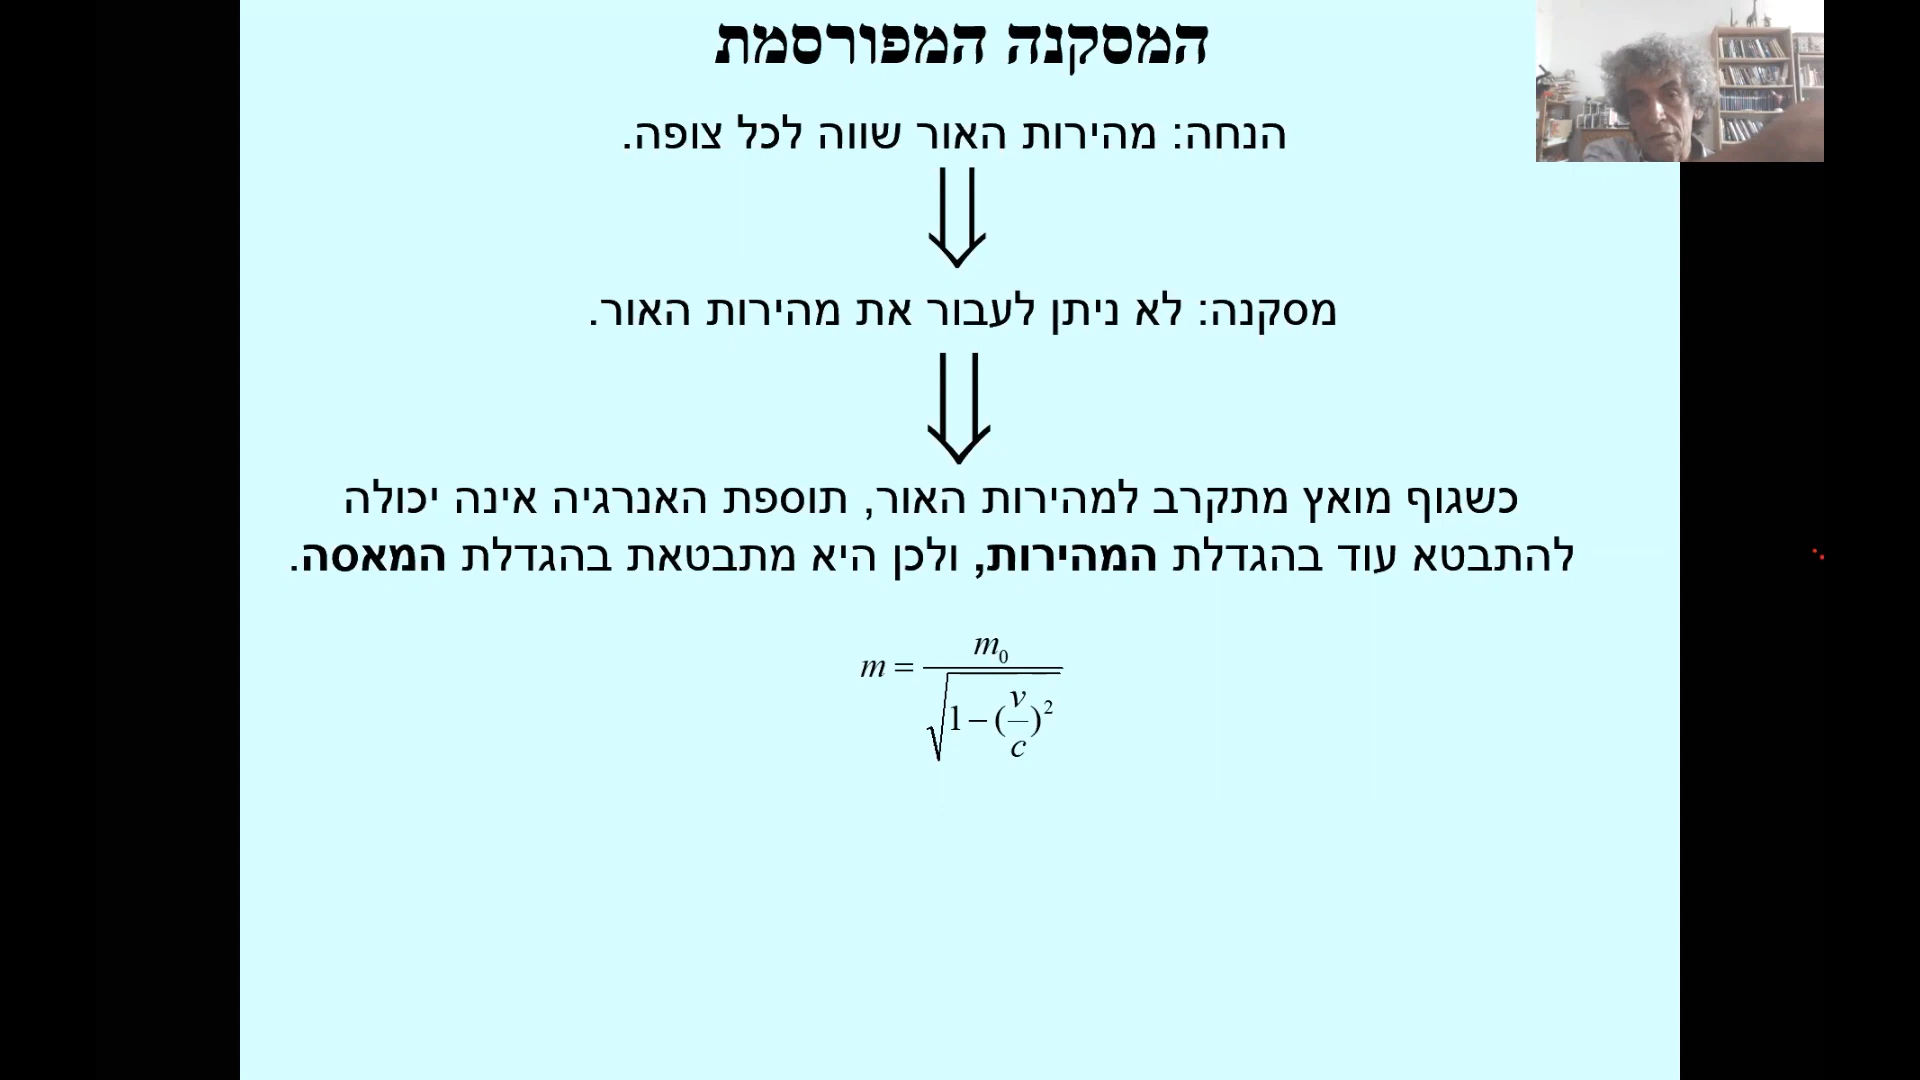 המסקנה המפורסמת
הנחה: מהירות האור שווה לכל צופה.
מסקנה: לא ניתן לעבור את מהירות האור.
כשגוף מואץ מתקרב למהירות האור, תוספת האנרגיה אינה יכולה
להתבטא עוד בהגדלת המהירות, ולכן היא מתבטאת בהגדלת המאסה.
m = m₀ / √(1 – (v/c)²)